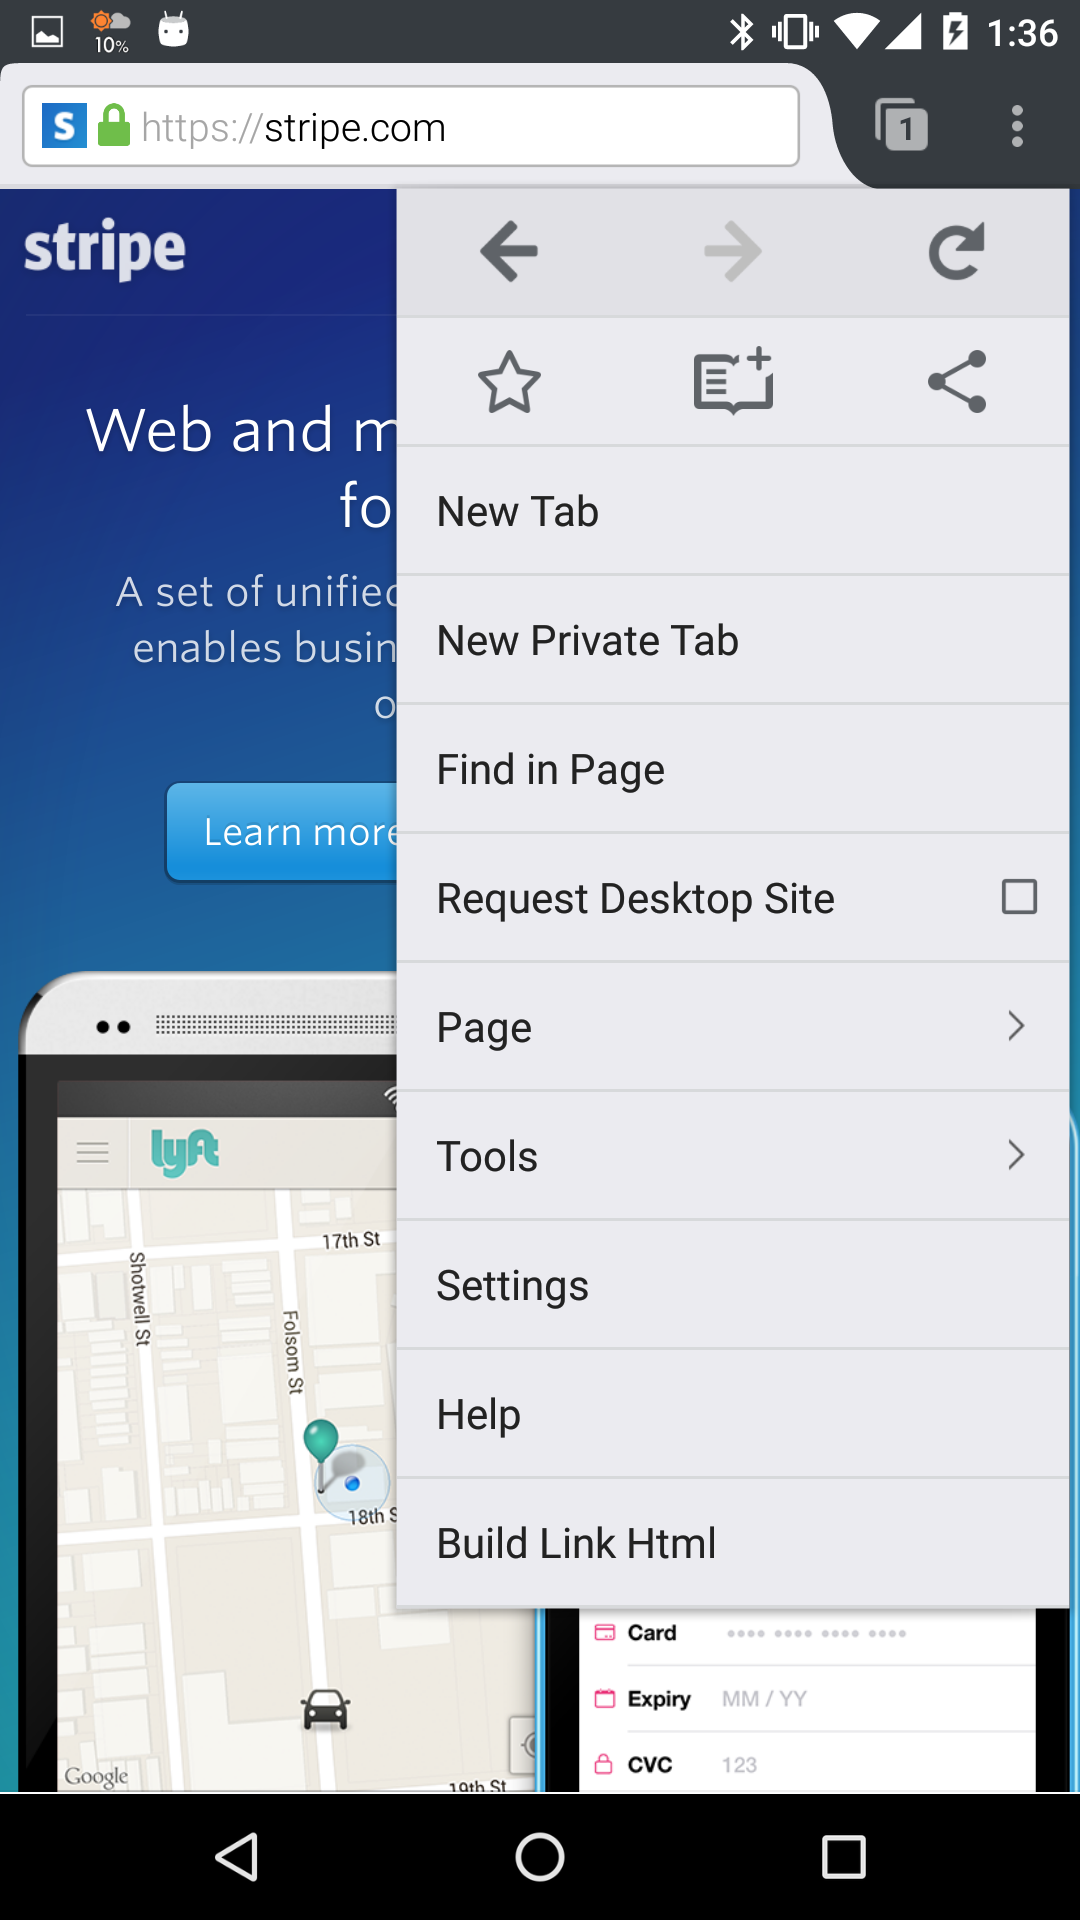 10%
1:36
S https://stripe.com
1
stripe
Web and m
fo
A set of unified
enables busin
o
Learn more
New Tab
New Private Tab
Find in Page
Request Desktop Site
Page
Tools
Settings
Help
Build Link Html
lyft
17th St
Shotwell St
Folsom St
18th S
Google
19th St
Card
Expiry MM / YY
CVC 123